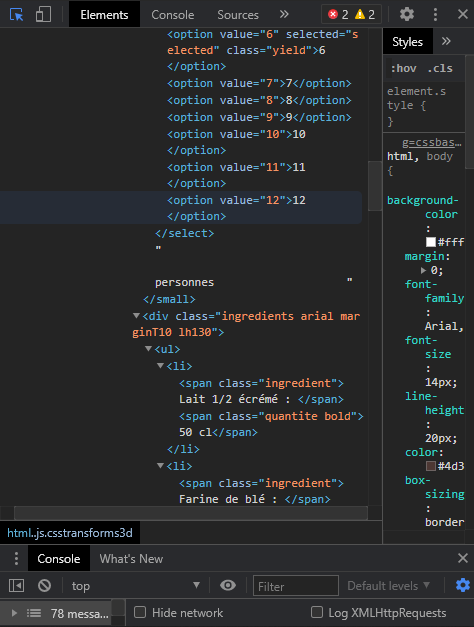 Elements Console Sources » 2 2
<option value="6" selected="s
elected" class="yield">6
</option>
<option value="7">7</option>
<option value="8">8</option>
<option value="9">9</option>
<option value="10">10
</option>
<option value="11">11
</option>
<option value="12">12
</option>
</select>
"
personnes "
</small>
<div class="ingredients arial mar
ginT10 lh130">
<ul>
<li>
<span class="ingredient">
Lait 1/2 écrémé : </span>
<span class="quantite bold">
50 cl</span>
</li>
<li>
<span class="ingredient">
Farine de blé : </span>
html..js.csstransforms3d
Styles »
:hov .cls
element.s
tyle {
}
g=cssbas…
html, body
{
background-
color
:
#fff
margin:
0;
font-
family
:
Arial,
font-
size
:
14px;
line-
height
:
20px;
color:
#4d3
box-
sizing
:
border
Console What's New
top Filter Default levels
78 messa… Hide network Log XMLHttpRequests